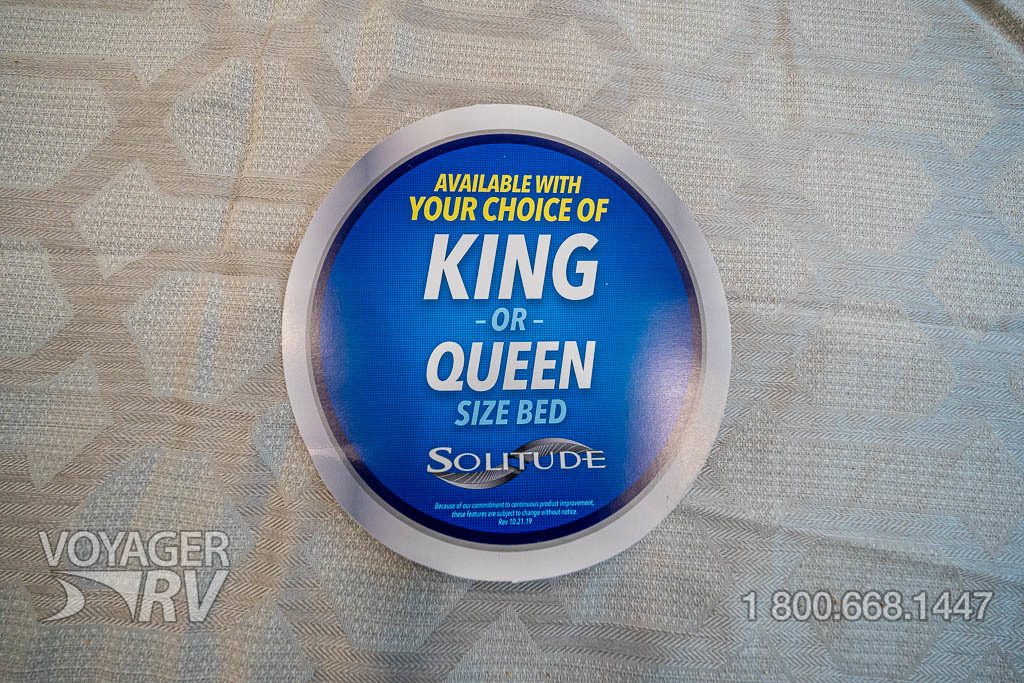 AVAILABLE WITH
YOUR CHOICE OF
KING
- OR -
QUEEN
SIZE BED
SOLITUDE
Because of our commitment to continuous product improvement,
these features are subject to change without notice.
Rev 10.21.19
VOYAGER
RV
1 800.668.1447